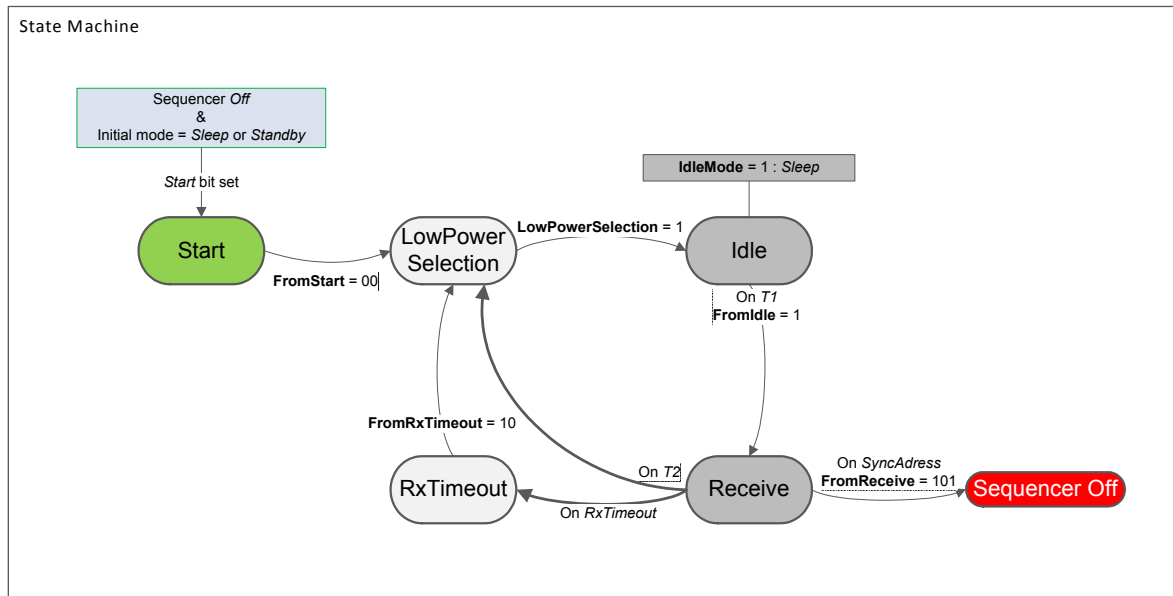 State Machine
Sequencer Off
&
Initial mode = Sleep or Standby
IdleMode = 1 : Sleep
Start bit set
Start
LowPower
Selection
LowPowerSelection = 1
Idle
FromStart = 00
On T1
FromIdle = 1
FromRxTimeout = 10
RxTimeout
On T2
On RxTimeout
Receive
On SyncAdress
FromReceive = 101
Sequencer Off